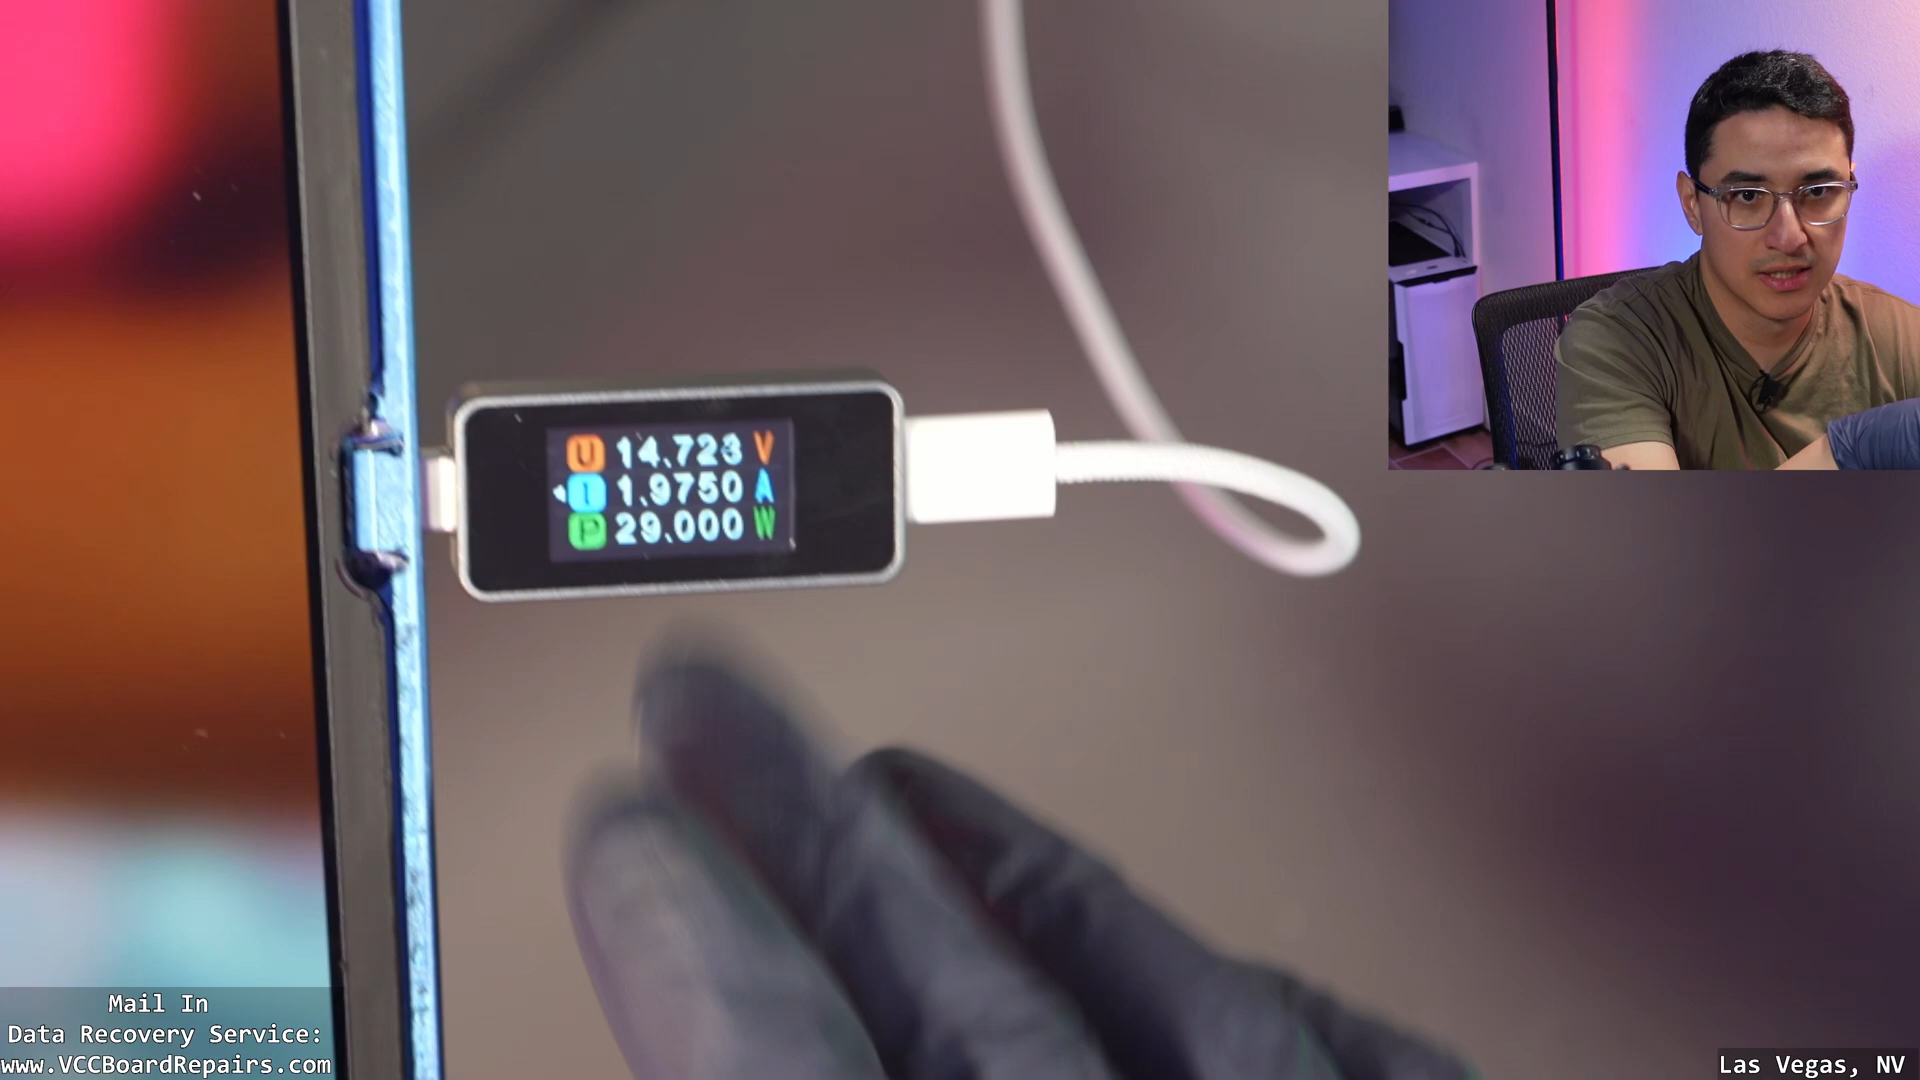 U 14.723 V
I 1.9750 A
P 29.000 W
Mail In
Data Recovery Service:
www.VCCBoardRepairs.com
Las Vegas, NV